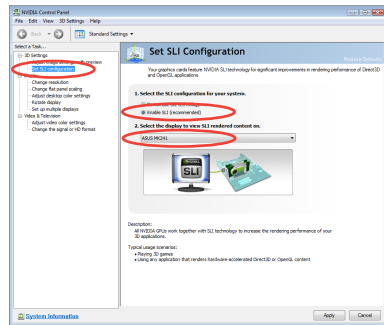 NVIDIA Control Panel
File Edit View 3D Settings Help
Back
Standard Settings
Select a Task...
3D Settings
Adjust image settings with preview
Set SLI configuration
Change resolution
Change flat panel scaling
Adjust desktop color settings
Rotate display
Set up multiple displays
Video & Television
Adjust video color settings
Change the signal or HD format
System Information
Set SLI Configuration
Your graphics cards feature NVIDIA SLI technology for significant improvements in rendering performance of Direct3D
and OpenGL applications.
1. Select the SLI configuration for your system.
Enable SLI (recommended)
2. Select the display to view SLI rendered content on.
ASUS MK241
SLI
Description:
All NVIDIA GPUs work together with SLI technology to increase the rendering performance of your
3D applications.
Typical usage scenarios:
• Playing 3D games
• Using any application that renders hardware-accelerated Direct3D or OpenGL content.
Apply
Cancel